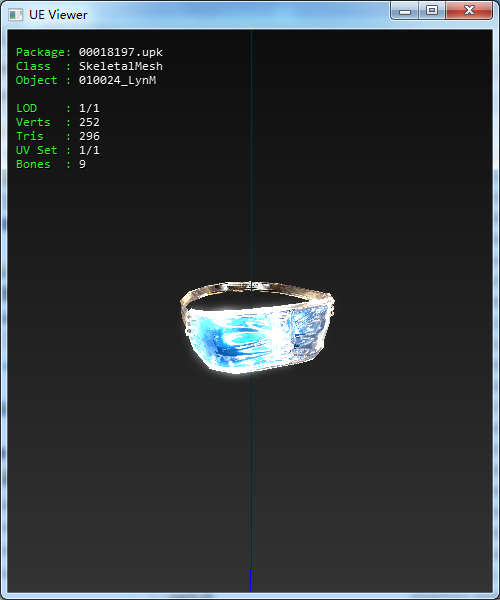 UE Viewer
Package: 00018197.upk
Class : SkeletalMesh
Object : 010024_LynM
LOD : 1/1
Verts : 252
Tris : 296
UV Set : 1/1
Bones : 9